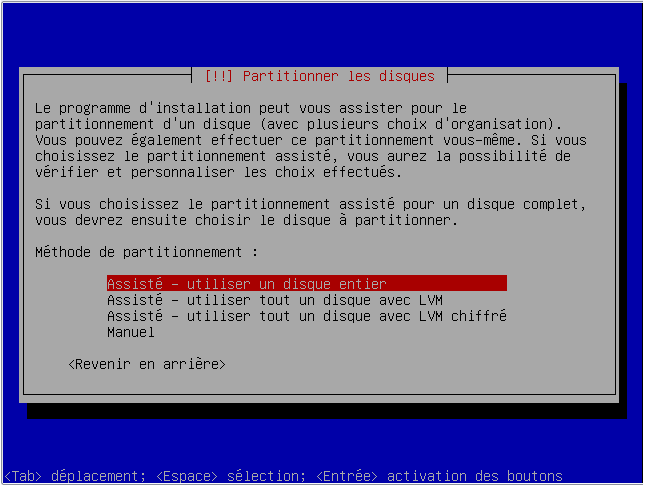 [!!] Partitionner les disques
Le programme d'installation peut vous assister pour le
partitionnement d'un disque (avec plusieurs choix d'organisation).
Vous pouvez également effectuer ce partitionnement vous-même. Si vous
choisissez le partitionnement assisté, vous aurez la possibilité de
vérifier et personnaliser les choix effectués.
Si vous choisissez le partitionnement assisté pour un disque complet,
vous devrez ensuite choisir le disque à partitionner.
Méthode de partitionnement :
Assisté - utiliser un disque entier
Assisté - utiliser tout un disque avec LVM
Assisté - utiliser tout un disque avec LVM chiffré
Manuel
<Revenir en arrière>
<Tab> déplacement; <Espace> sélection; <Entrée> activation des boutons